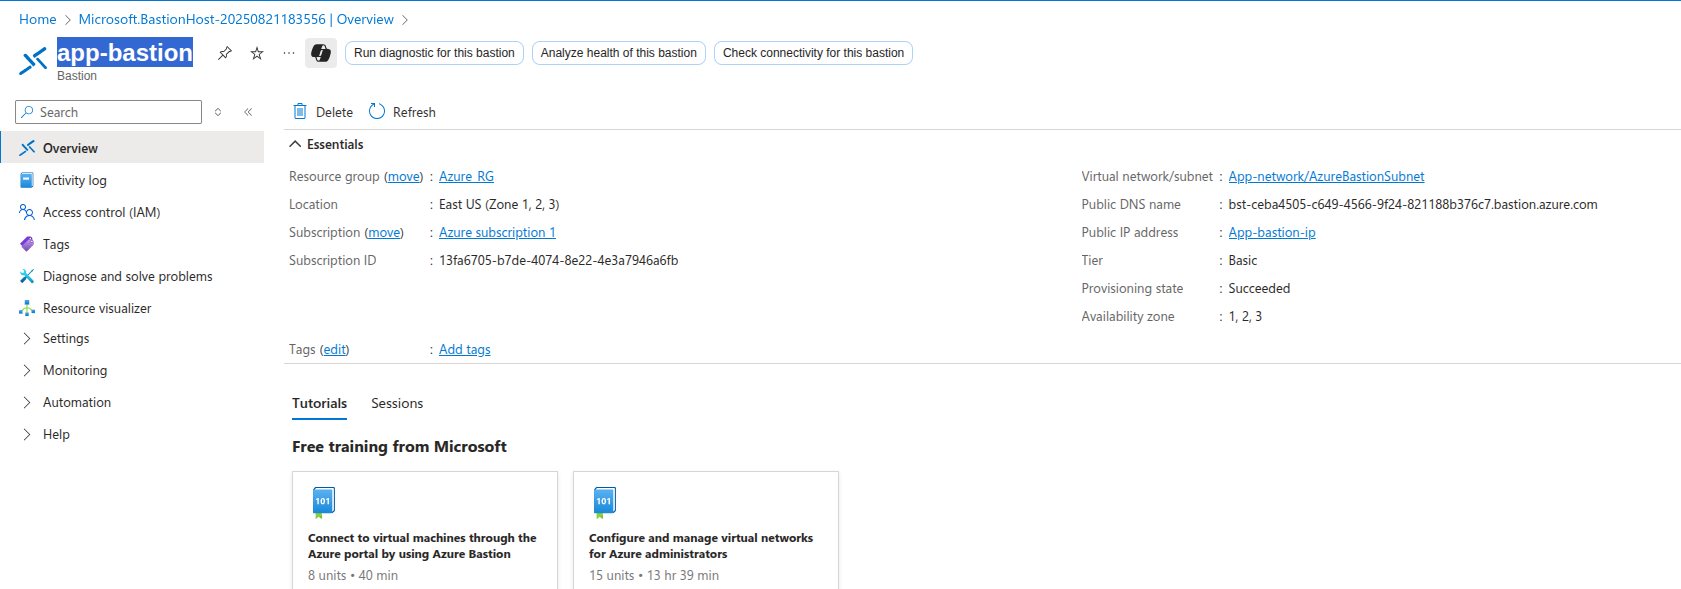 Home > Microsoft.BastionHost-20250821183556 | Overview >
app-bastion
Bastion
Run diagnostic for this bastion
Analyze health of this bastion
Check connectivity for this bastion
Search
Overview
Activity log
Access control (IAM)
Tags
Diagnose and solve problems
Resource visualizer
Settings
Monitoring
Automation
Help
Delete
Refresh
Essentials
Resource group (move) : Azure_RG
Location : East US (Zone 1, 2, 3)
Subscription (move) : Azure subscription 1
Subscription ID : 13fa6705-b7de-4074-8e22-4e3a7946a6fb
Virtual network/subnet : App-network/AzureBastionSubnet
Public DNS name : bst-ceba4505-c649-4566-9f24-821188b376c7.bastion.azure.com
Public IP address : App-bastion-ip
Tier : Basic
Provisioning state : Succeeded
Availability zone : 1, 2, 3
Tags (edit) : Add tags
Tutorials
Sessions
Free training from Microsoft
101
Connect to virtual machines through the
Azure portal by using Azure Bastion
8 units • 40 min
101
Configure and manage virtual networks
for Azure administrators
15 units • 13 hr 39 min